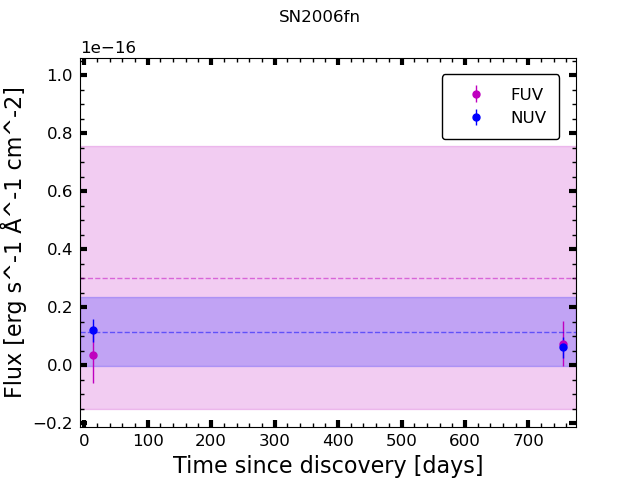 SN2006fn
1e−16
1.0
0.8
0.6
0.4
0.2
0.0
−0.2
0 100 200 300 400 500 600 700
Time since discovery [days]
Flux [erg s^-1 Å^-1 cm^-2]
FUV
NUV